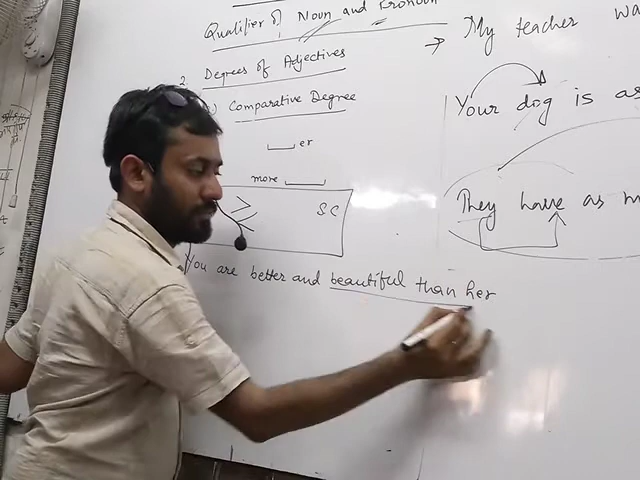 Qualifier of Noun and Pronoun
2. Degrees of Adjectives
Comparative Degree
er
more
SC
You are better and beautiful than her
→ My teacher wa
Your dog is as
They have as m